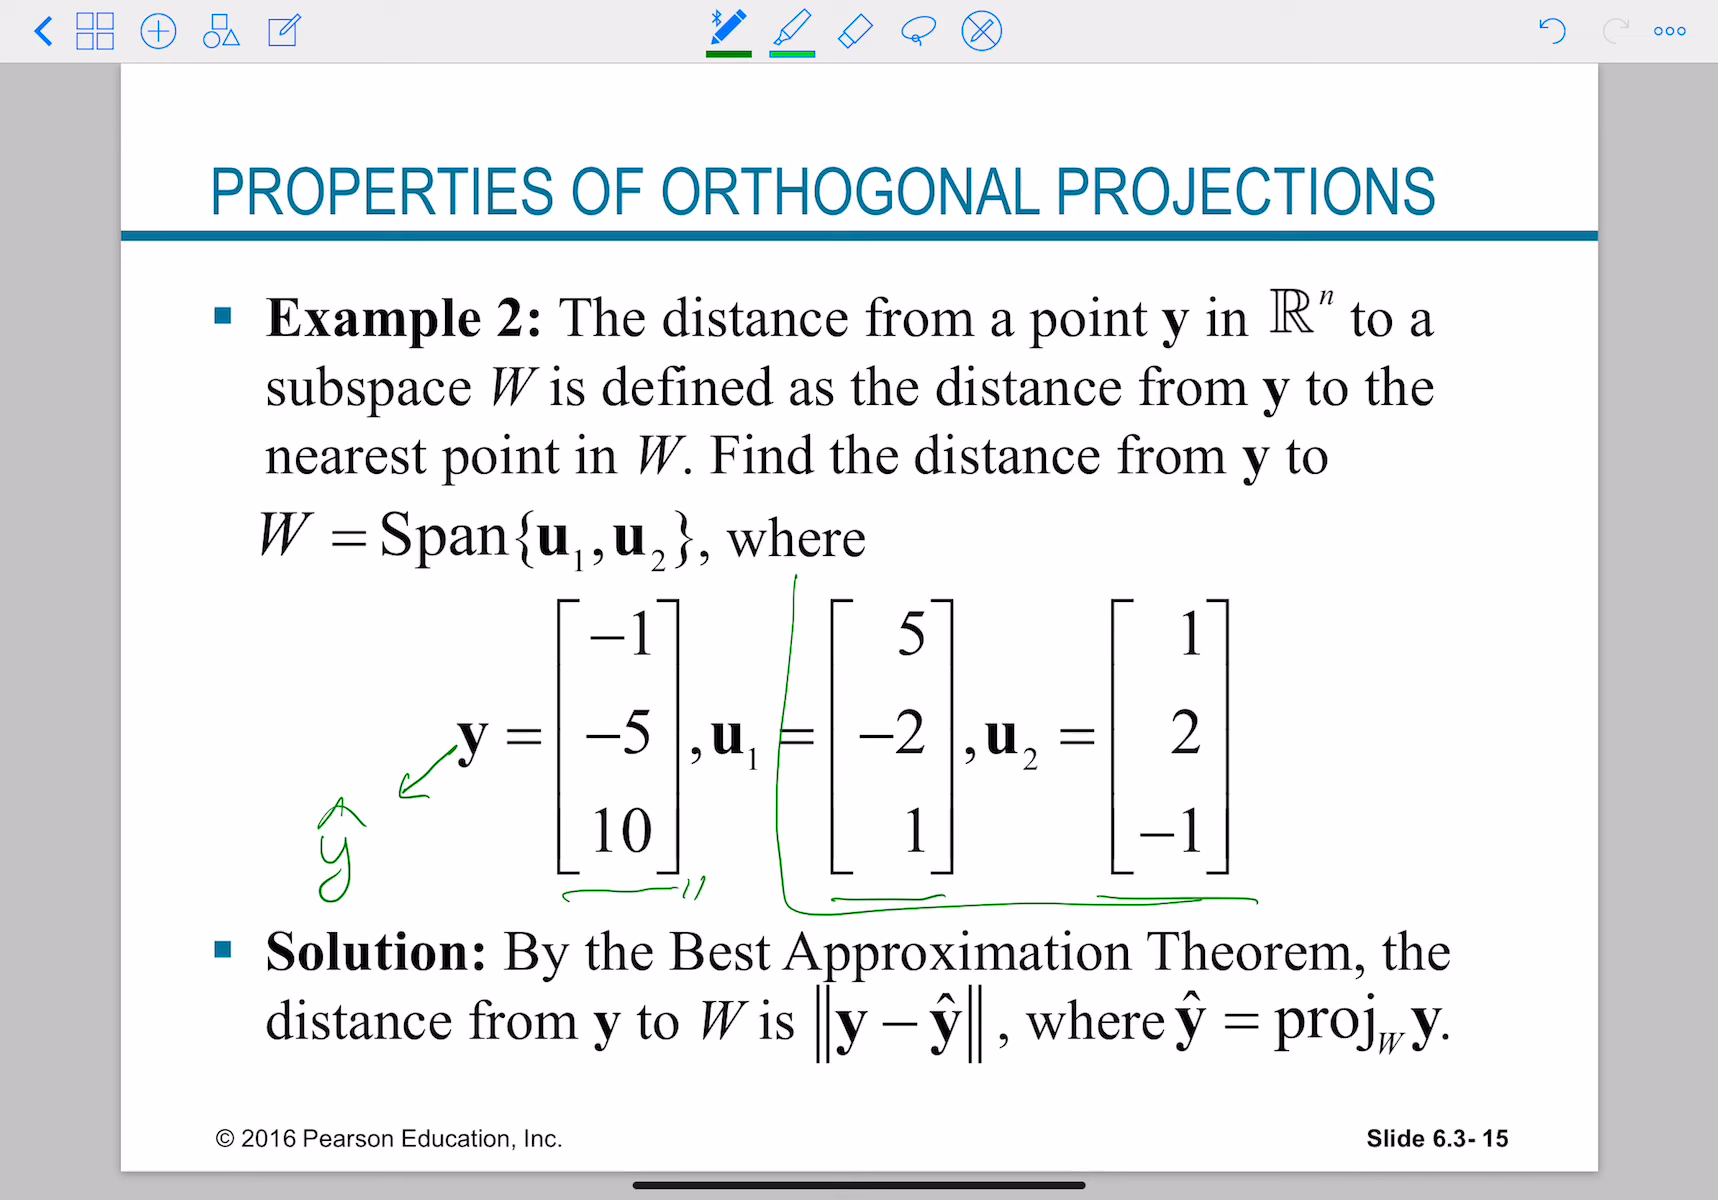 PROPERTIES OF ORTHOGONAL PROJECTIONS
▪ Example 2: The distance from a point y in ℝⁿ to a
subspace W is defined as the distance from y to the
nearest point in W. Find the distance from y to
W = Span{u₁, u₂}, where
y = [−1 −5 10], u₁ = [5 −2 1], u₂ = [1 2 −1]
ŷ
▪ Solution: By the Best Approximation Theorem, the
distance from y to W is ‖y − ŷ‖, where ŷ = proj_W y.
© 2016 Pearson Education, Inc.
Slide 6.3- 15